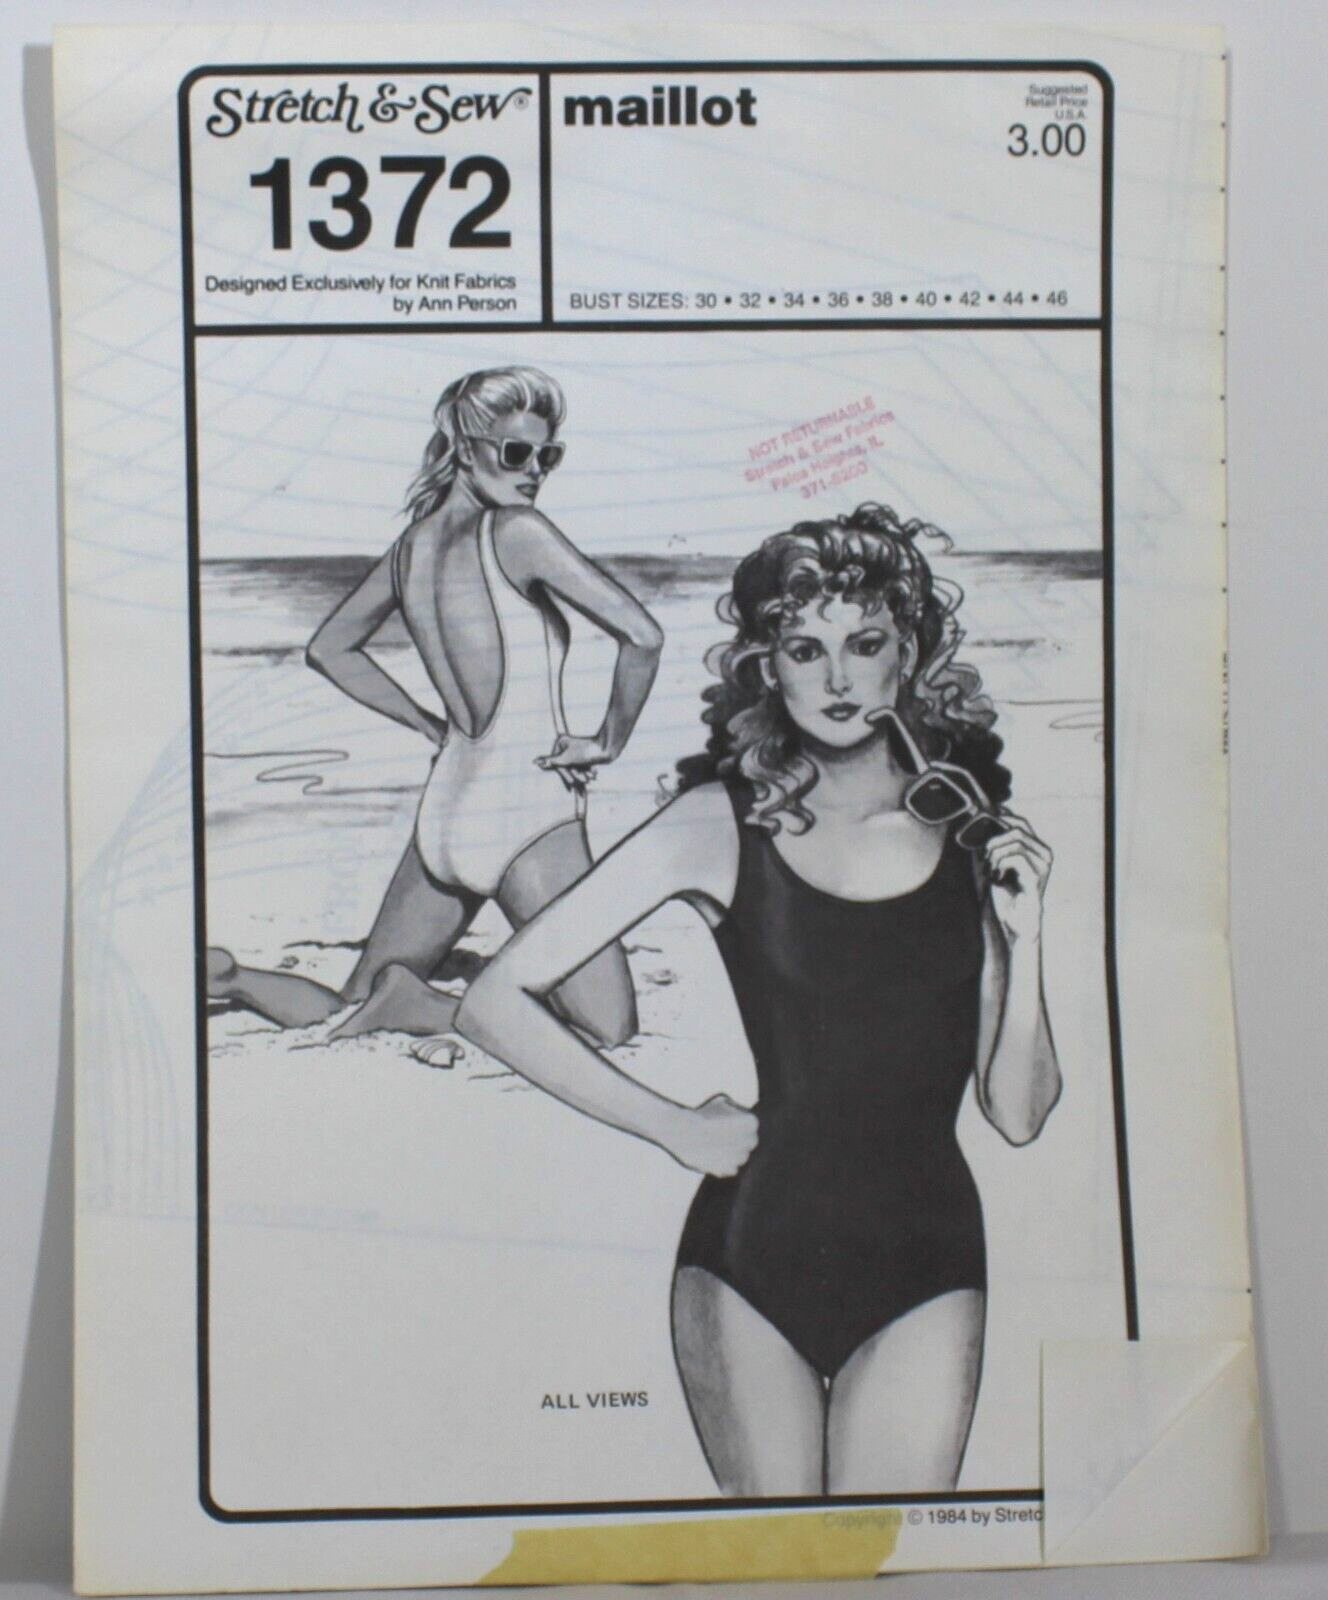 Stretch & Sew®
1372
Designed Exclusively for Knit Fabrics
by Ann Person
maillot
Suggested
Retail Price
U.S.A.
3.00
BUST SIZES: 30 • 32 • 34 • 36 • 38 • 40 • 42 • 44 • 46
NOT RETURNABLE
Stretch & Sew Fabrics
Palos Heights, IL
ALL VIEWS
Copyright © 1984 by Stretc